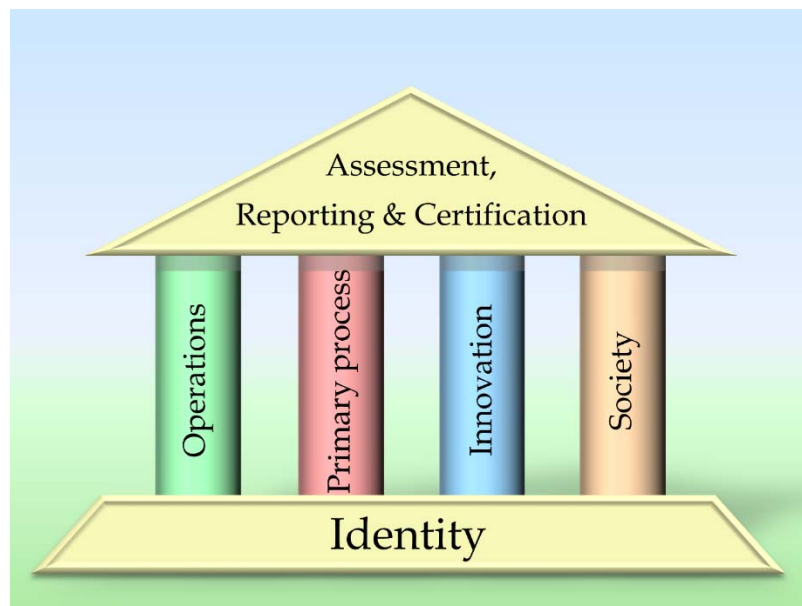 Assessment,
Reporting & Certification
Operations
Primary process
Innovation
Society
Identity